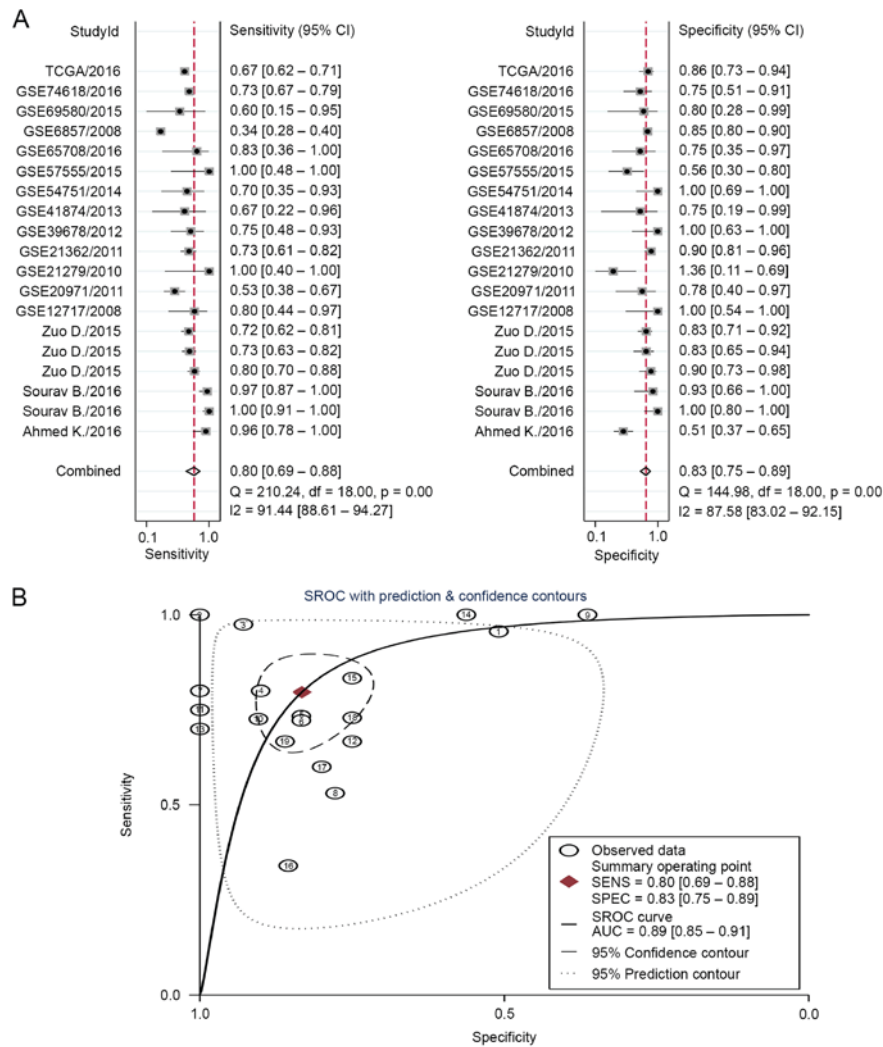 A
StudyId Sensitivity (95% CI)
TCGA/2016 0.67 [0.62 – 0.71]
GSE74618/2016 0.73 [0.67 – 0.79]
GSE69580/2015 0.60 [0.15 – 0.95]
GSE6857/2008 0.34 [0.28 – 0.40]
GSE65708/2016 0.83 [0.36 – 1.00]
GSE57555/2015 1.00 [0.48 – 1.00]
GSE54751/2014 0.70 [0.35 – 0.93]
GSE41874/2013 0.67 [0.22 – 0.96]
GSE39678/2012 0.75 [0.48 – 0.93]
GSE21362/2011 0.73 [0.61 – 0.82]
GSE21279/2010 1.00 [0.40 – 1.00]
GSE20971/2011 0.53 [0.38 – 0.67]
GSE12717/2008 0.80 [0.44 – 0.97]
Zuo D./2015 0.72 [0.62 – 0.81]
Zuo D./2015 0.73 [0.63 – 0.82]
Zuo D./2015 0.80 [0.70 – 0.88]
Sourav B./2016 0.97 [0.87 – 1.00]
Sourav B./2016 1.00 [0.91 – 1.00]
Ahmed K./2016 0.96 [0.78 – 1.00]
Combined 0.80 [0.69 – 0.88]
Q = 210.24, df = 18.00, p = 0.00
I2 = 91.44 [88.61 – 94.27]
0.1 1.0
Sensitivity
StudyId Specificity (95% CI)
TCGA/2016 0.86 [0.73 – 0.94]
GSE74618/2016 0.75 [0.51 – 0.91]
GSE69580/2015 0.80 [0.28 – 0.99]
GSE6857/2008 0.85 [0.80 – 0.90]
GSE65708/2016 0.75 [0.35 – 0.97]
GSE57555/2015 0.56 [0.30 – 0.80]
GSE54751/2014 1.00 [0.69 – 1.00]
GSE41874/2013 0.75 [0.19 – 0.99]
GSE39678/2012 1.00 [0.63 – 1.00]
GSE21362/2011 0.90 [0.81 – 0.96]
GSE21279/2010 1.36 [0.11 – 0.69]
GSE20971/2011 0.78 [0.40 – 0.97]
GSE12717/2008 1.00 [0.54 – 1.00]
Zuo D./2015 0.83 [0.71 – 0.92]
Zuo D./2015 0.83 [0.65 – 0.94]
Zuo D./2015 0.90 [0.73 – 0.98]
Sourav B./2016 0.93 [0.66 – 1.00]
Sourav B./2016 1.00 [0.80 – 1.00]
Ahmed K./2016 0.51 [0.37 – 0.65]
Combined 0.83 [0.75 – 0.89]
Q = 144.98, df = 18.00, p = 0.00
I2 = 87.58 [83.02 – 92.15]
0.1 1.0
Specificity
B
SROC with prediction & confidence contours
1.0
2 3 14 9
1
15
7 4
11
10 5 18
6
13
19 12
17
8
0.5
16
Sensitivity
Observed data
Summary operating point
SENS = 0.80 [0.69 – 0.88]
SPEC = 0.83 [0.75 – 0.89]
SROC curve
AUC = 0.89 [0.85 – 0.91]
95% Confidence contour
95% Prediction contour
0.0
1.0 0.5 0.0
Specificity